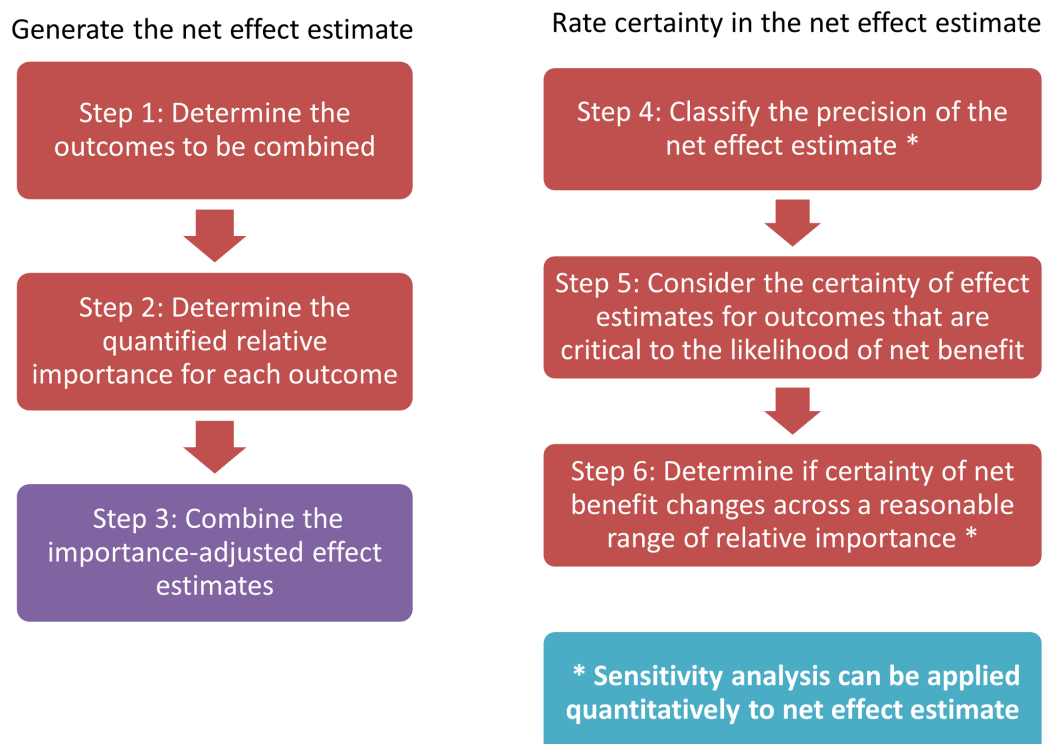 Generate the net effect estimate
Step 1: Determine the
outcomes to be combined
Step 2: Determine the
quantified relative
importance for each outcome
Step 3: Combine the
importance-adjusted effect
estimates
Rate certainty in the net effect estimate
Step 4: Classify the precision of the
net effect estimate *
Step 5: Consider the certainty of effect
estimates for outcomes that are
critical to the likelihood of net benefit
Step 6: Determine if certainty of net
benefit changes across a reasonable
range of relative importance *
* Sensitivity analysis can be applied
quantitatively to net effect estimate